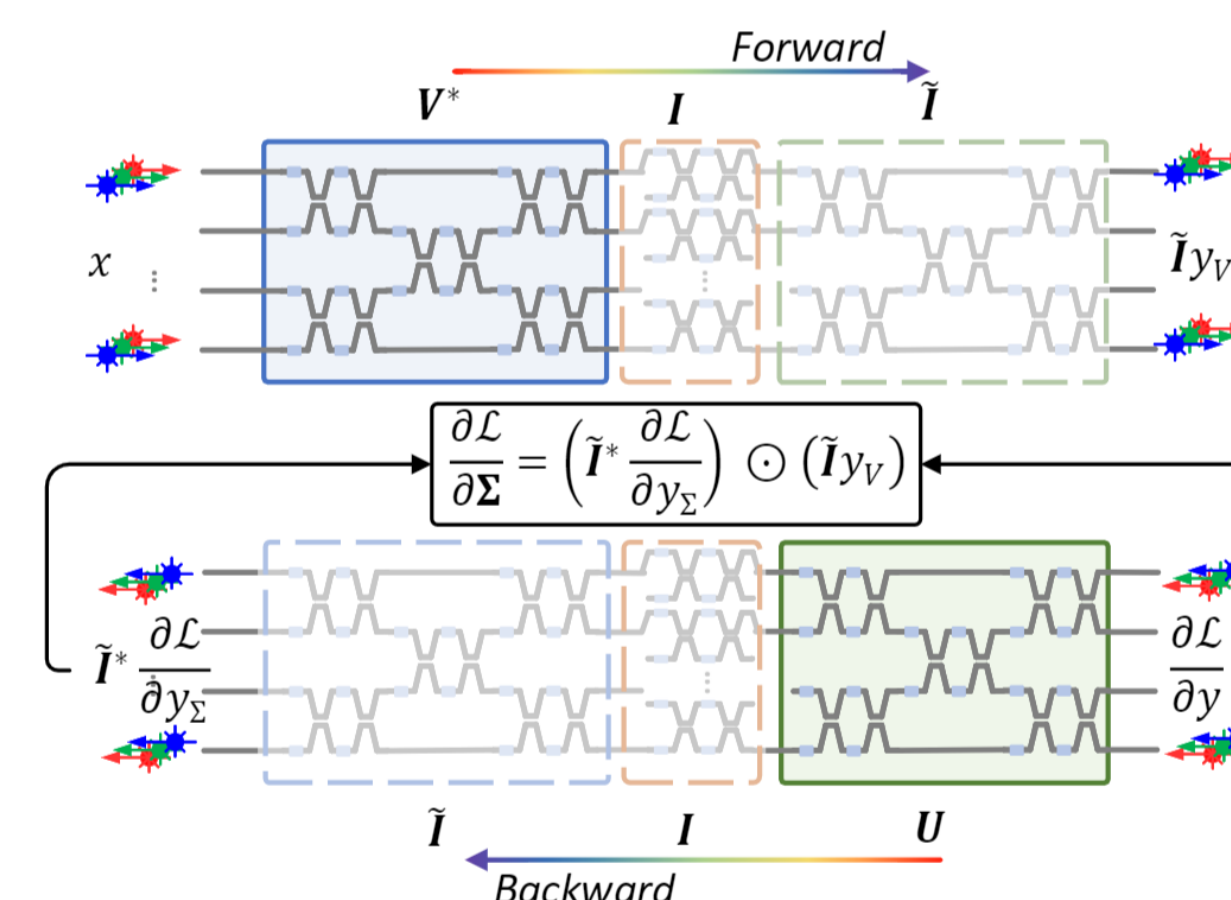 Forward
V* I Ĩ
x ⋮ Ĩy_V
∂ℒ/∂Σ = (Ĩ* ∂ℒ/∂y_Σ) ⊙ (Ĩy_V)
Ĩ* ∂ℒ/∂y_Σ ∂ℒ/∂y
Ĩ I U
Backward